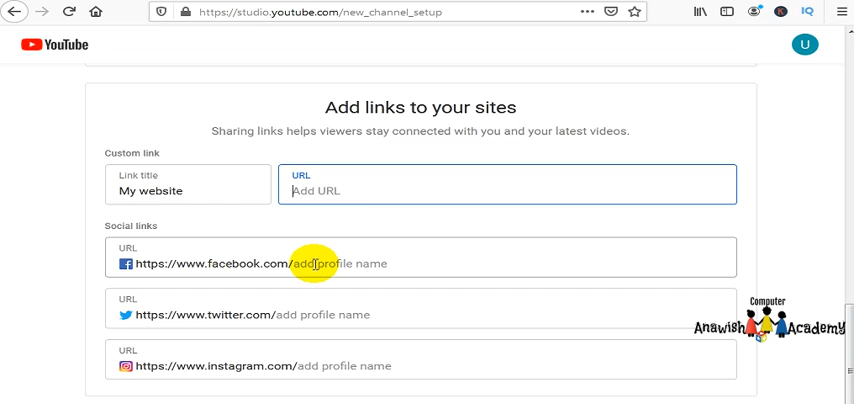 https://studio.youtube.com/new_channel_setup
IQ
K
YouTube
U
Add links to your sites
Sharing links helps viewers stay connected with you and your latest videos.
Custom link
Link title
My website
URL
Add URL
Social links
URL
https://www.facebook.com/add profile name
URL
https://www.twitter.com/add profile name
URL
https://www.instagram.com/add profile name
Computer
Anawish Academy